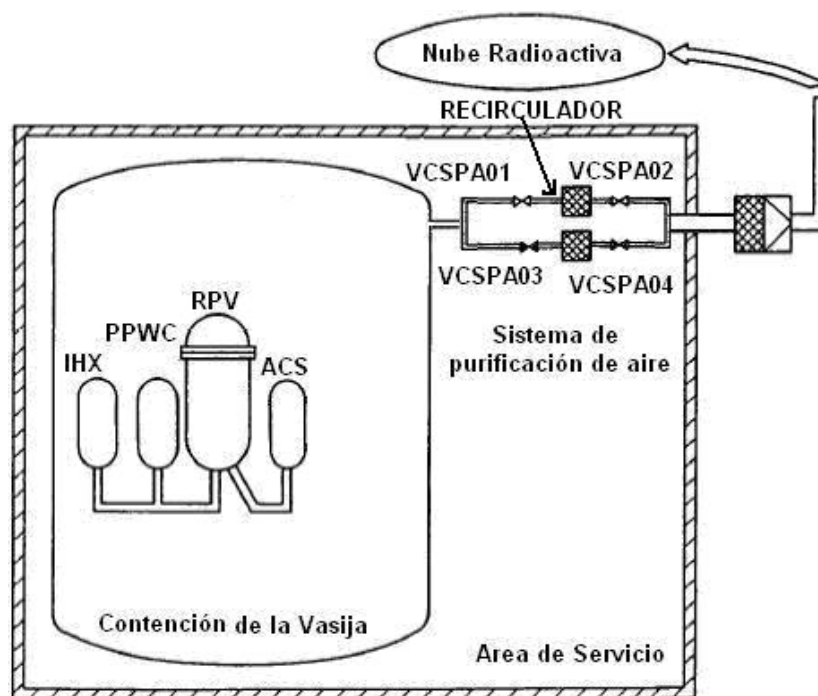 Nube Radioactiva
RECIRCULADOR
VCSPA01
VCSPA02
VCSPA03
VCSPA04
RPV
PPWC
IHX
ACS
Sistema de
purificación de aire
Contención de la Vasija
Area de Servicio